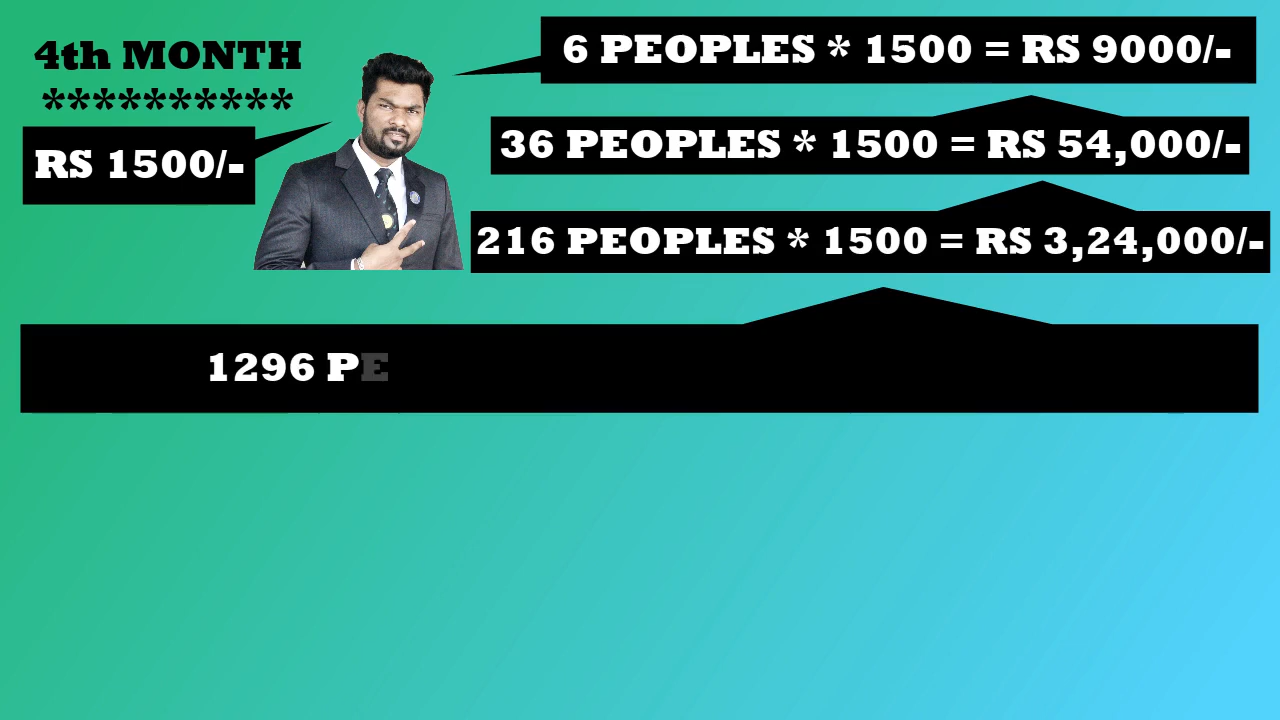 4th MONTH
**********
RS 1500/-
6 PEOPLES * 1500 = RS 9000/-
36 PEOPLES * 1500 = RS 54,000/-
216 PEOPLES * 1500 = RS 3,24,000/-
1296 PE